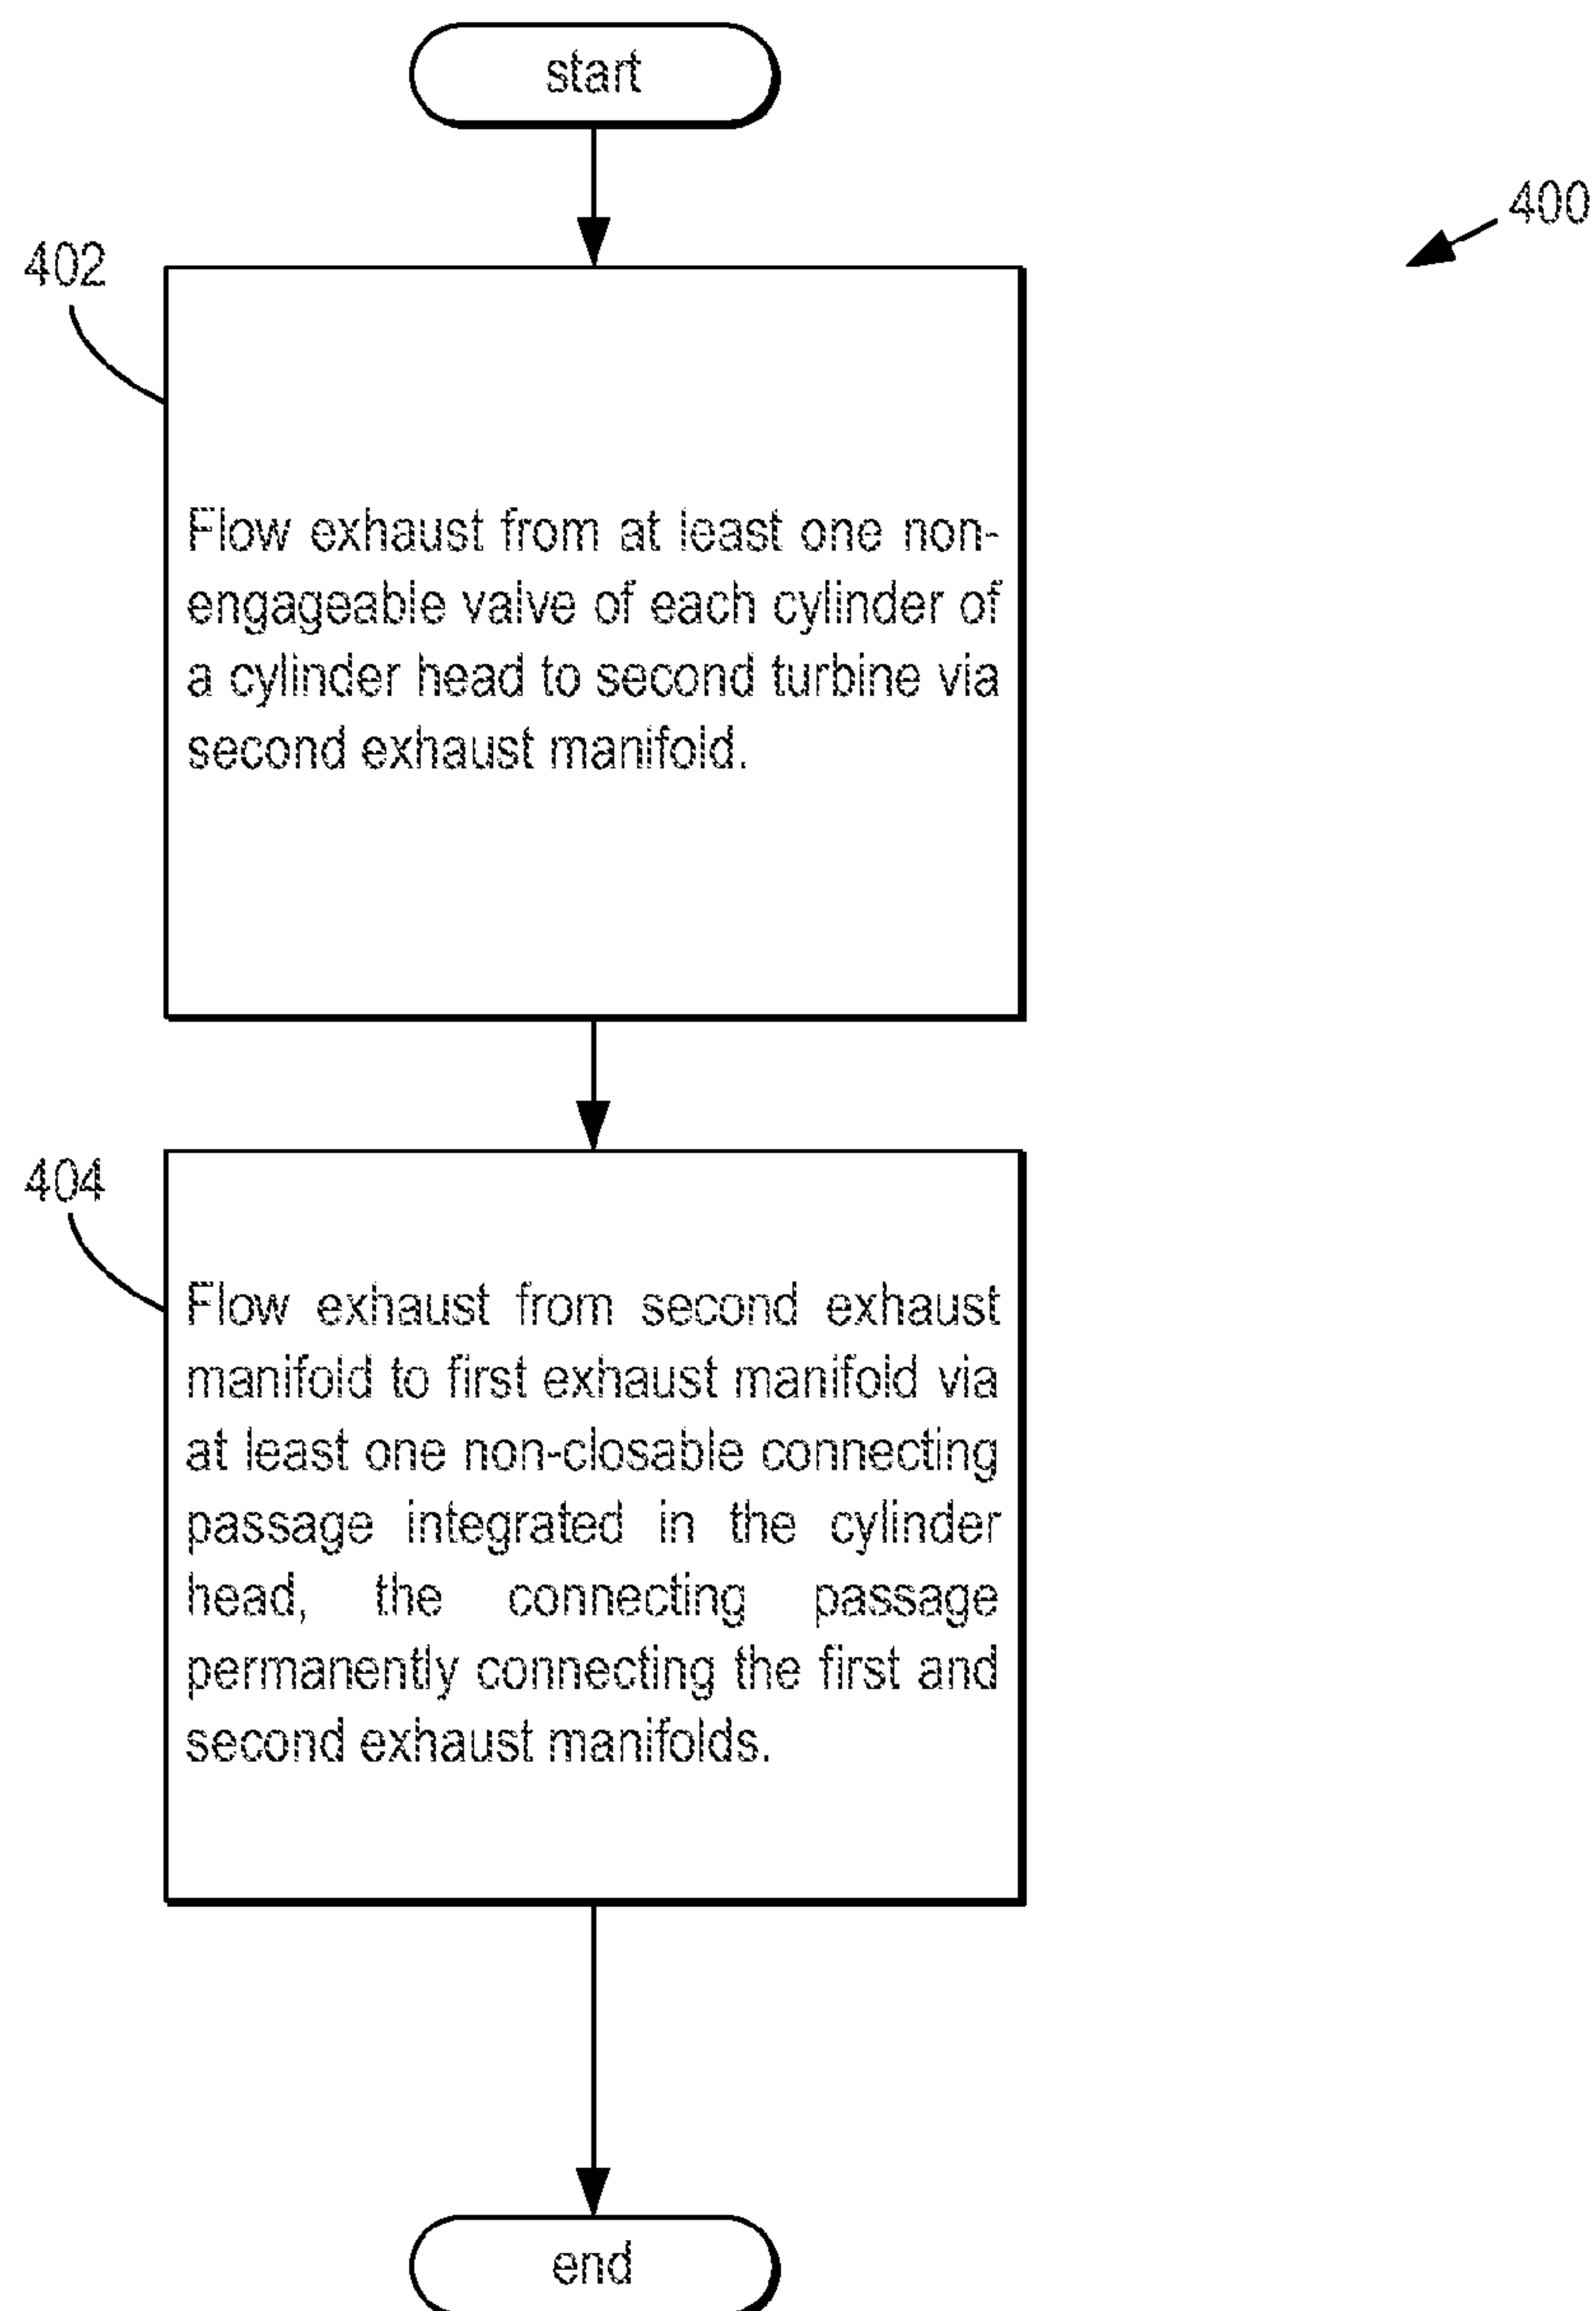 start
400
402
Flow exhaust from at least one non-
engageable valve of each cylinder of
a cylinder head to second turbine via
second exhaust manifold.
404
Flow exhaust from second exhaust
manifold to first exhaust manifold via
at least one non-closable connecting
passage integrated in the cylinder
head, the connecting passage
permanently connecting the first and
second exhaust manifolds.
end